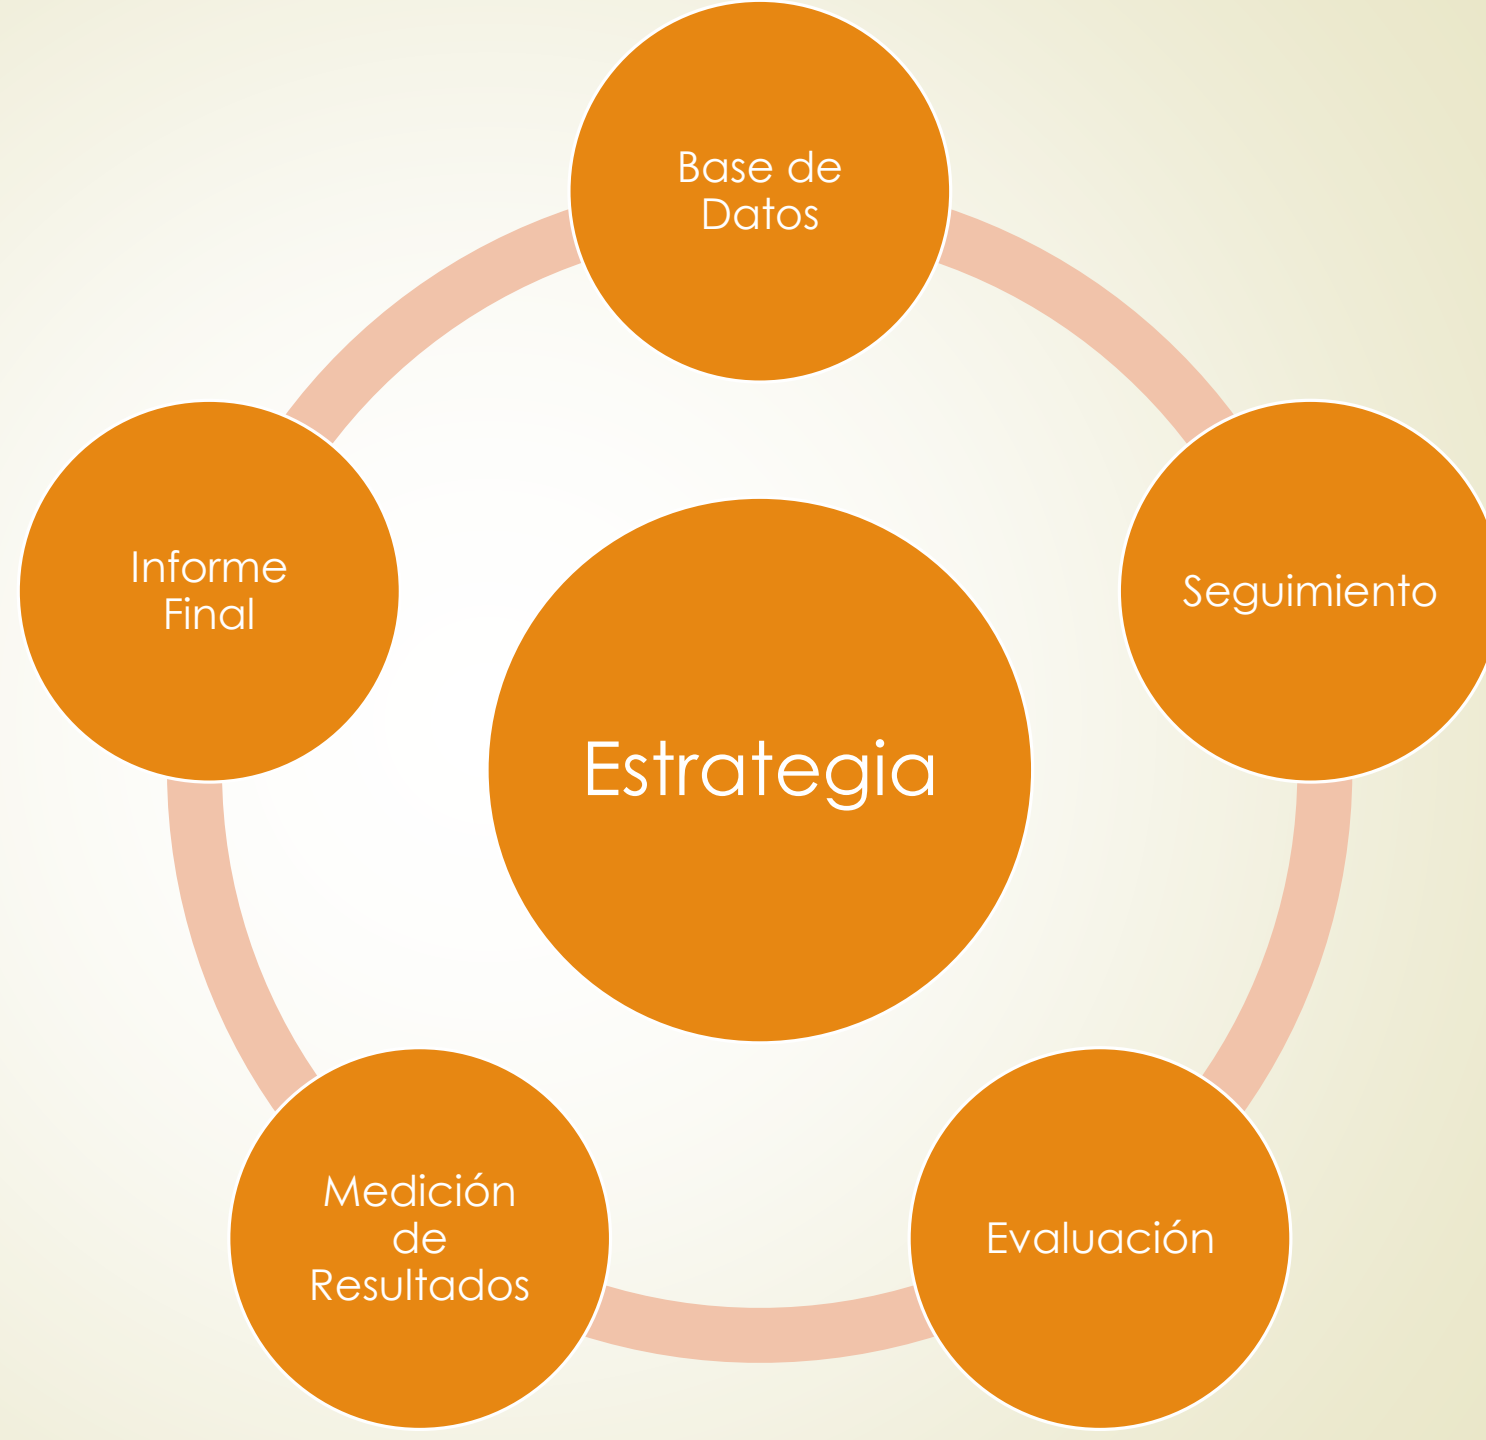 Base de
Datos
Seguimiento
Evaluación
Medición
de
Resultados
Informe
Final
Estrategia